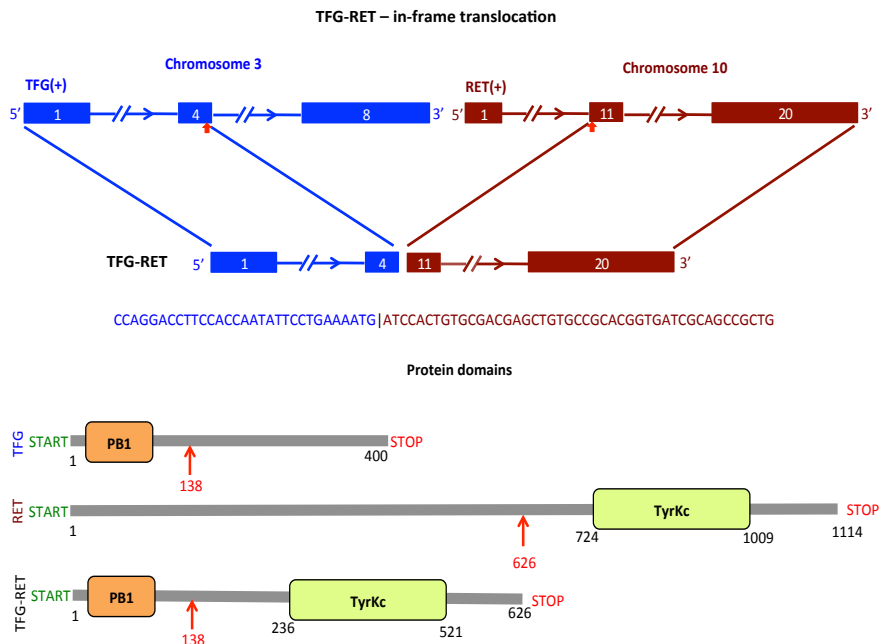 TFG-RET – in-frame translocation
Chromosome 3
Chromosome 10
TFG(+)
RET(+)
5’ 1 4 8 3’
5’ 1 11 20 3’
TFG-RET 5’ 1 4 11 20 3’
CCAGGACCTTCCACCAATATTCCTGAAAATG|ATCCACTGTGCGACGAGCTGTGCCGCACGGTGATCGCAGCCGCTG
Protein domains
TFG START PB1 STOP
1 138 400
RET START TyrKc STOP
1 626 724 1009 1114
TFG-RET START PB1 TyrKc STOP
1 138 236 521 626